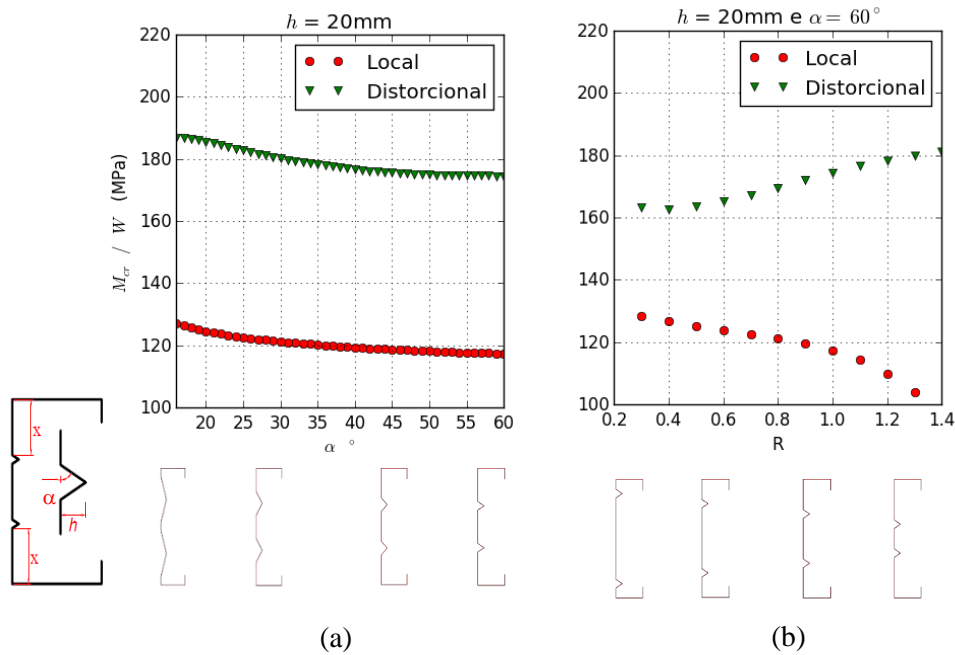 h = 20mm
220
200
180
160
140
120
100
M_cr / W (MPa)
Local
Distorcional
20 25 30 35 40 45 50 55 60
α °
h = 20mm e α = 60°
220
200
180
160
140
120
100
Local
Distorcional
0.2 0.4 0.6 0.8 1.0 1.2 1.4
R
x
α
h
x
(a)
(b)